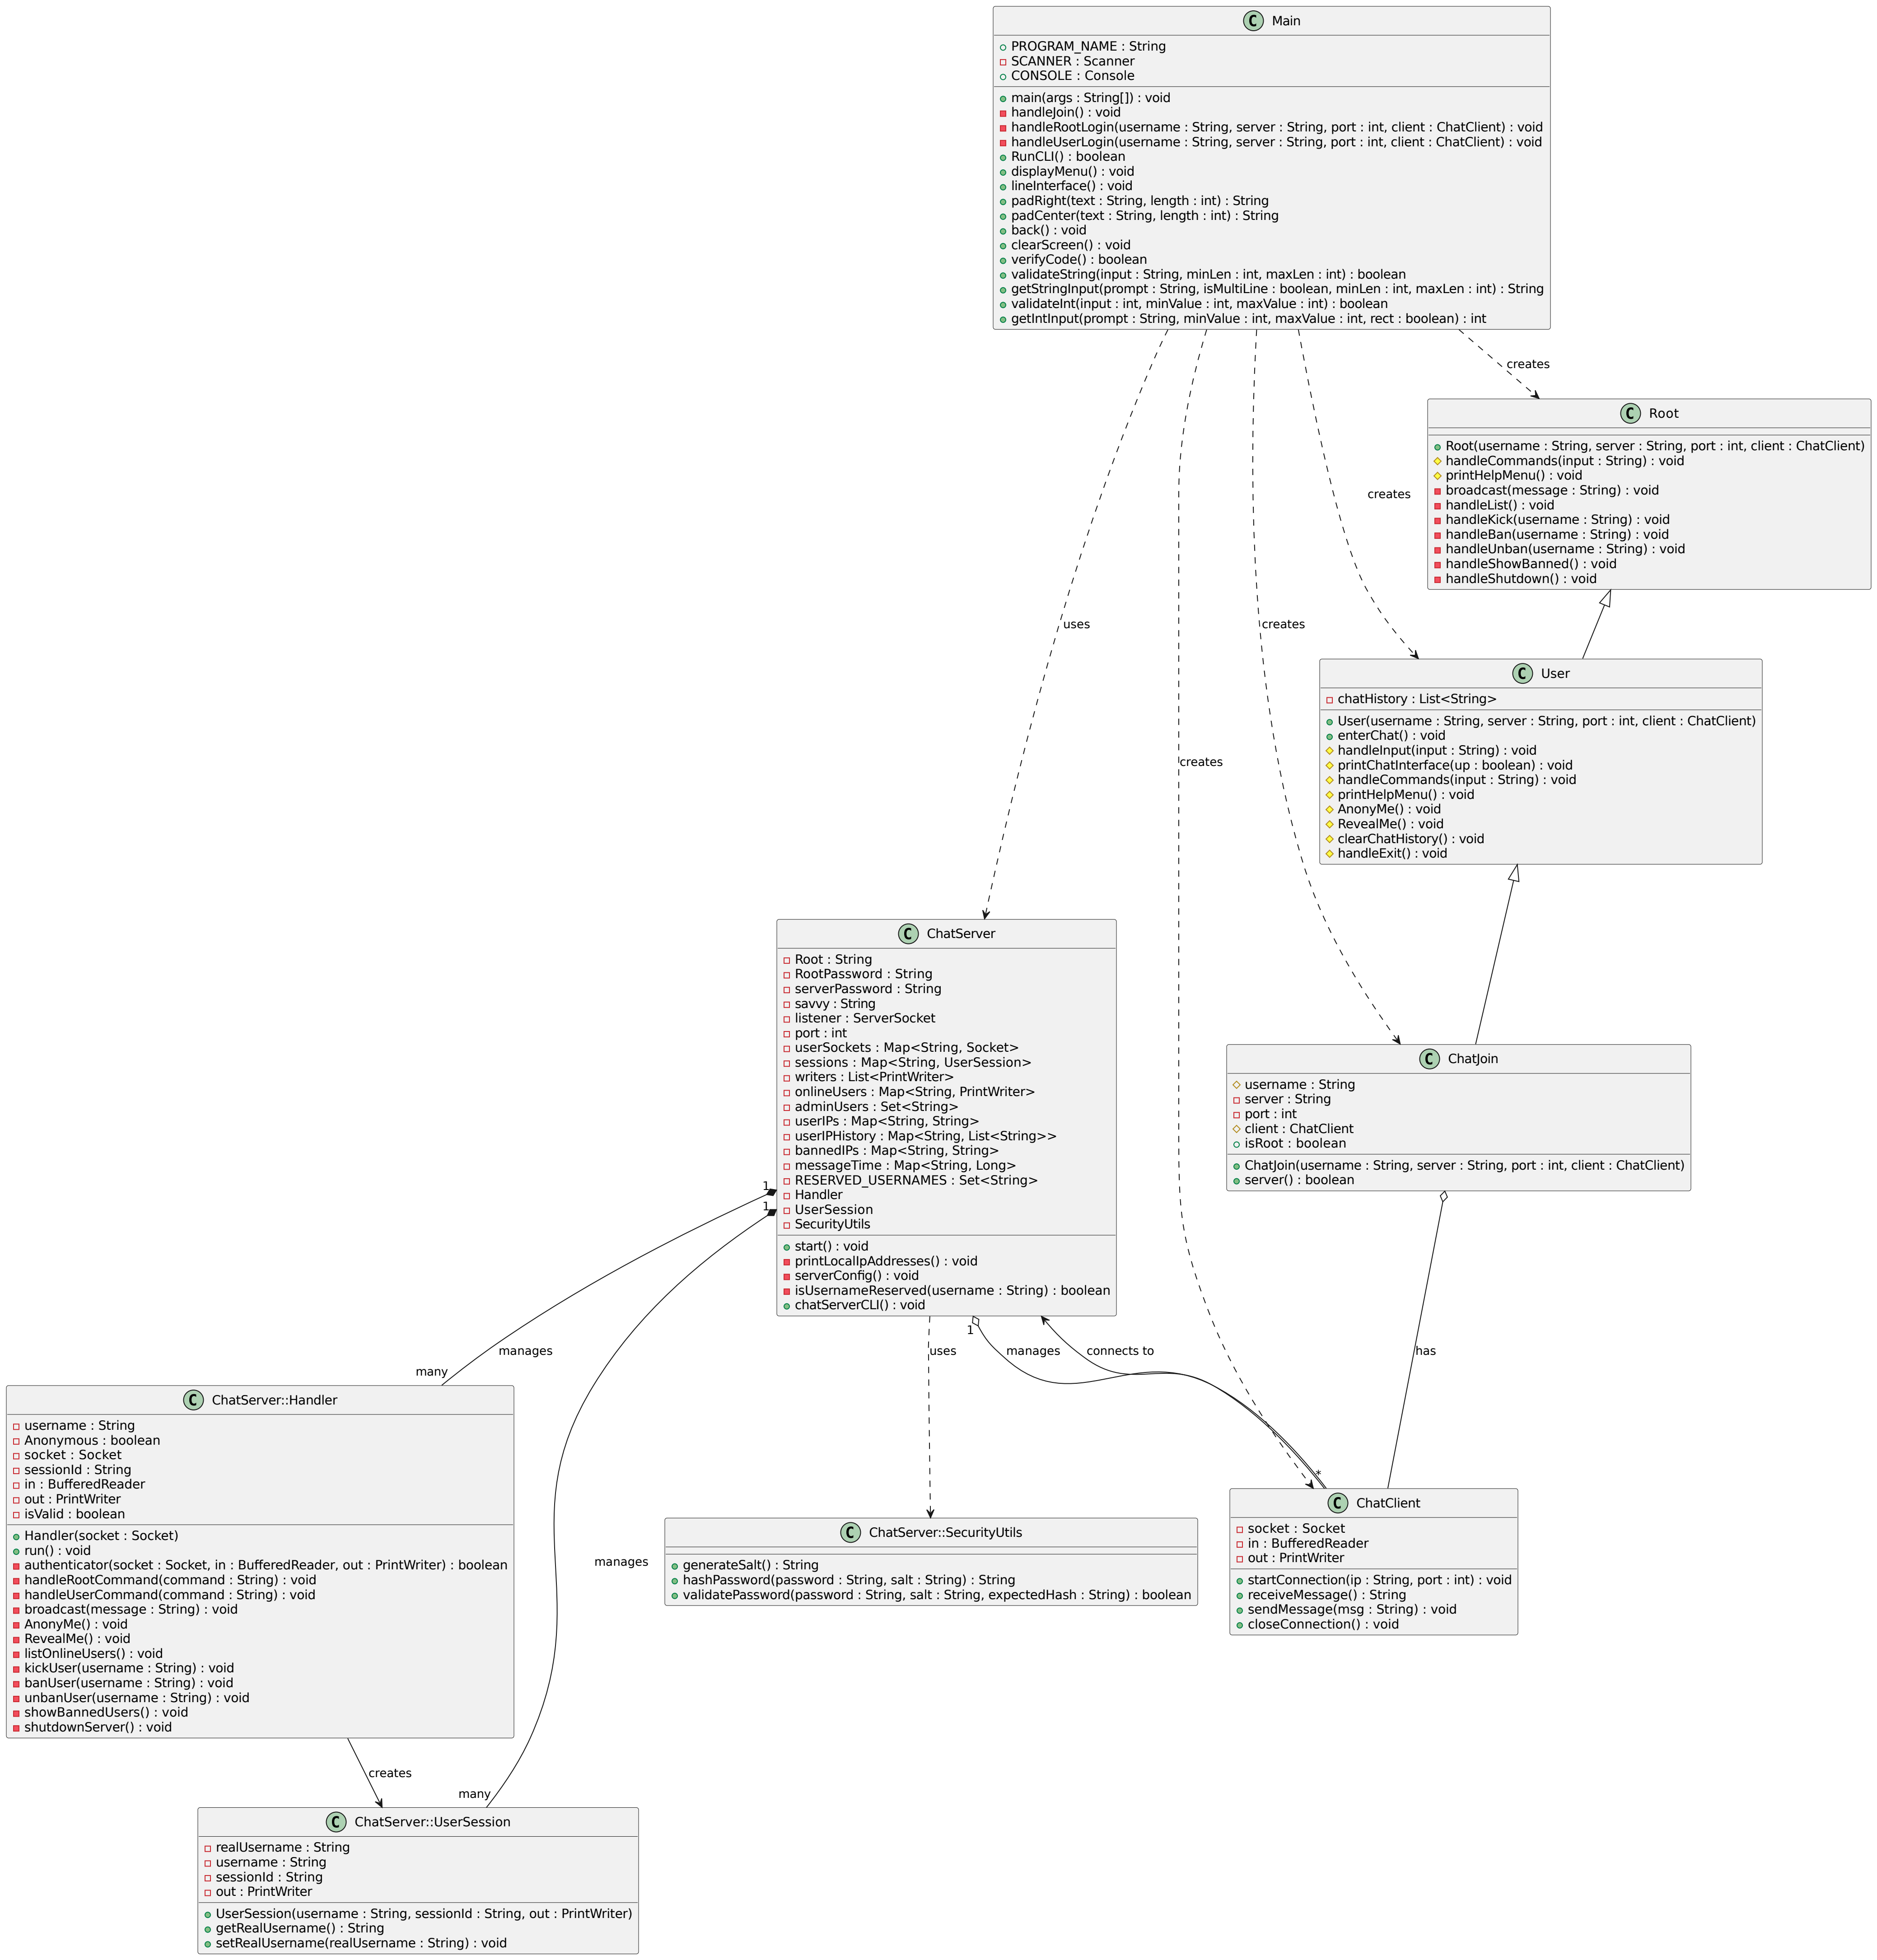 C Main
PROGRAM_NAME : String
SCANNER : Scanner
CONSOLE : Console
main(args : String[]) : void
handleJoin() : void
handleRootLogin(username : String, server : String, port : int, client : ChatClient) : void
handleUserLogin(username : String, server : String, port : int, client : ChatClient) : void
RunCLI() : boolean
displayMenu() : void
lineInterface() : void
padRight(text : String, length : int) : String
padCenter(text : String, length : int) : String
back() : void
clearScreen() : void
verifyCode() : boolean
validateString(input : String, minLen : int, maxLen : int) : boolean
getStringInput(prompt : String, isMultiLine : boolean, minLen : int, maxLen : int) : String
validateInt(input : int, minValue : int, maxValue : int) : boolean
getIntInput(prompt : String, minValue : int, maxValue : int, rect : boolean) : int
creates
C Root
Root(username : String, server : String, port : int, client : ChatClient)
handleCommands(input : String) : void
printHelpMenu() : void
broadcast(message : String) : void
handleList() : void
handleKick(username : String) : void
handleBan(username : String) : void
handleUnban(username : String) : void
handleShowBanned() : void
handleShutdown() : void
creates
uses
creates
creates
C User
chatHistory : List<String>
User(username : String, server : String, port : int, client : ChatClient)
enterChat() : void
handleInput(input : String) : void
printChatInterface(up : boolean) : void
handleCommands(input : String) : void
printHelpMenu() : void
AnonyMe() : void
RevealMe() : void
clearChatHistory() : void
handleExit() : void
C ChatServer
Root : String
RootPassword : String
serverPassword : String
savvy : String
listener : ServerSocket
port : int
userSockets : Map<String, Socket>
sessions : Map<String, UserSession>
writers : List<PrintWriter>
onlineUsers : Map<String, PrintWriter>
adminUsers : Set<String>
userIPs : Map<String, String>
userIPHistory : Map<String, List<String>>
bannedIPs : Map<String, String>
messageTime : Map<String, Long>
RESERVED_USERNAMES : Set<String>
Handler
UserSession
SecurityUtils
start() : void
printLocalIpAddresses() : void
serverConfig() : void
isUsernameReserved(username : String) : boolean
chatServerCLI() : void
C ChatJoin
username : String
server : String
port : int
client : ChatClient
isRoot : boolean
ChatJoin(username : String, server : String, port : int, client : ChatClient)
server() : boolean
1
1
1
manages
many
uses
manages
connects to
has
*
C ChatServer::Handler
username : String
Anonymous : boolean
socket : Socket
sessionId : String
in : BufferedReader
out : PrintWriter
isValid : boolean
Handler(socket : Socket)
run() : void
authenticator(socket : Socket, in : BufferedReader, out : PrintWriter) : boolean
handleRootCommand(command : String) : void
handleUserCommand(command : String) : void
broadcast(message : String) : void
AnonyMe() : void
RevealMe() : void
listOnlineUsers() : void
kickUser(username : String) : void
banUser(username : String) : void
unbanUser(username : String) : void
showBannedUsers() : void
shutdownServer() : void
manages
C ChatServer::SecurityUtils
generateSalt() : String
hashPassword(password : String, salt : String) : String
validatePassword(password : String, salt : String, expectedHash : String) : boolean
C ChatClient
socket : Socket
in : BufferedReader
out : PrintWriter
startConnection(ip : String, port : int) : void
receiveMessage() : String
sendMessage(msg : String) : void
closeConnection() : void
creates
many
C ChatServer::UserSession
realUsername : String
username : String
sessionId : String
out : PrintWriter
UserSession(username : String, sessionId : String, out : PrintWriter)
getRealUsername() : String
setRealUsername(realUsername : String) : void